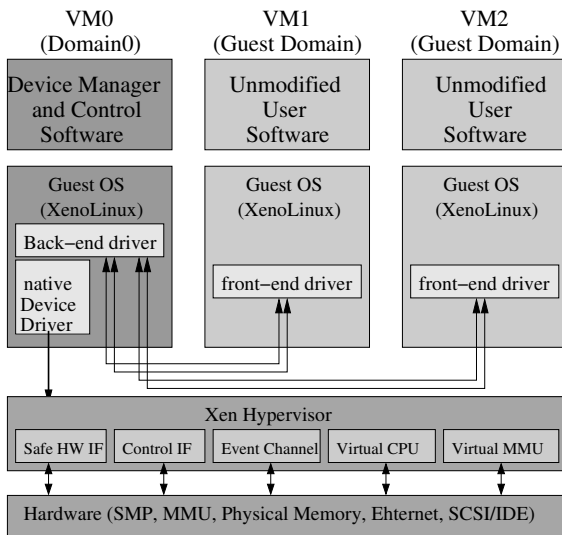 VM0
(Domain0)
VM1
(Guest Domain)
VM2
(Guest Domain)
Device Manager
and Control
Software
Unmodified
User
Software
Unmodified
User
Software
Guest OS
(XenoLinux)
Back−end driver
native
Device
Driver
Guest OS
(XenoLinux)
front−end driver
Guest OS
(XenoLinux)
front−end driver
Xen Hypervisor
Safe HW IF
Control IF
Event Channel
Virtual CPU
Virtual MMU
Hardware (SMP, MMU, Physical Memory, Ehternet, SCSI/IDE)